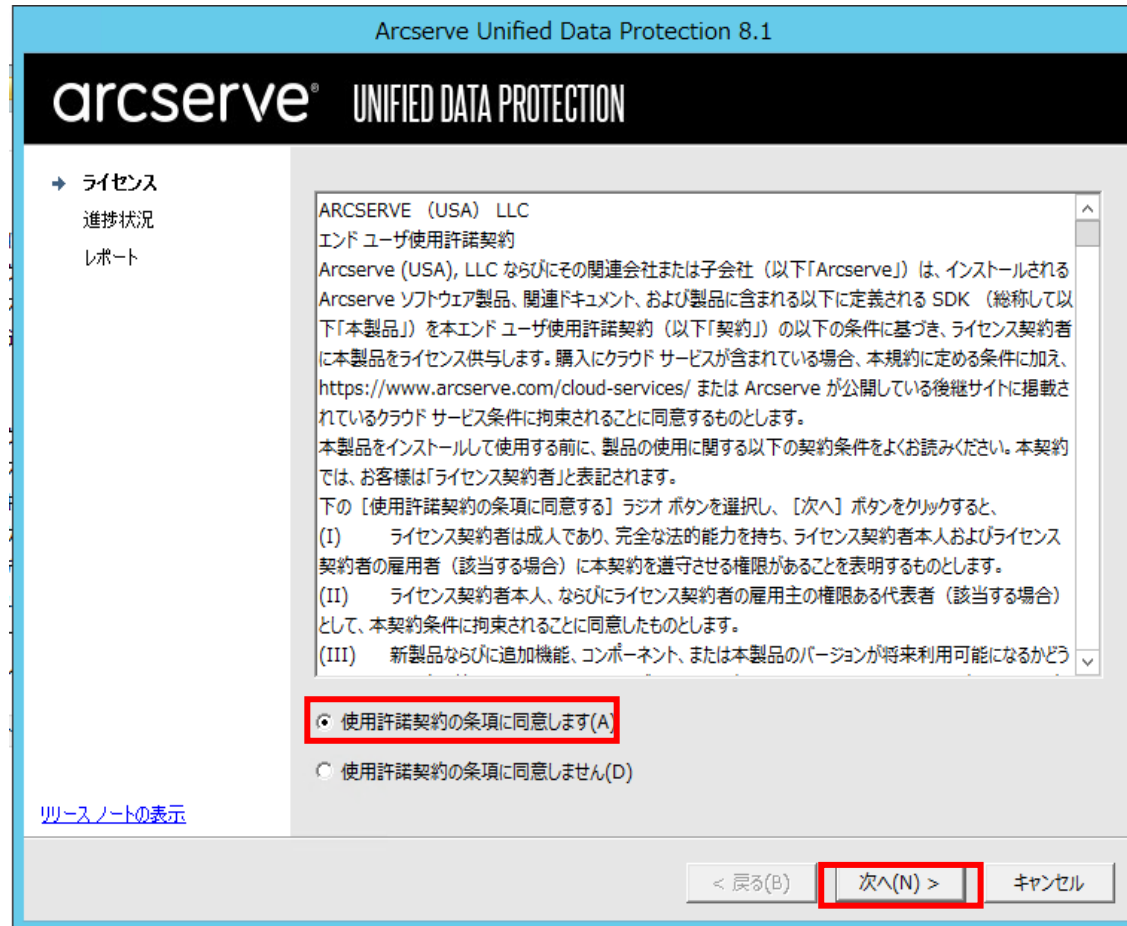 Arcserve Unified Data Protection 8.1
arcserve® UNIFIED DATA PROTECTION
ライセンス
進捗状況
レポート
ARCSERVE （USA） LLC
エンド ユーザ使用許諾契約
Arcserve (USA), LLC ならびにその関連会社または子会社（以下「Arcserve」）は、インストールされる
Arcserve ソフトウェア製品、関連ドキュメント、および製品に含まれる以下に定義される SDK （総称して以
下「本製品」）を本エンド ユーザ使用許諾契約（以下「契約」）の以下の条件に基づき、ライセンス契約者
に本製品をライセンス供与します。購入にクラウド サービスが含まれている場合、本規約に定める条件に加え、
https://www.arcserve.com/cloud-services/ または Arcserve が公開している後継サイトに掲載さ
れているクラウド サービス条件に拘束されることに同意するものとします。
本製品をインストールして使用する前に、製品の使用に関する以下の契約条件をよくお読みください。本契約
では、お客様は「ライセンス契約者」と表記されます。
下の［使用許諾契約の条項に同意する］ラジオ ボタンを選択し、［次へ］ボタンをクリックすると、
(I) ライセンス契約者は成人であり、完全な法的能力を持ち、ライセンス契約者本人およびライセンス
契約者の雇用者（該当する場合）に本契約を遵守させる権限があることを表明するものとします。
(II) ライセンス契約者本人、ならびにライセンス契約者の雇用主の権限ある代表者（該当する場合）
として、本契約条件に拘束されることに同意したものとします。
(III) 新製品ならびに追加機能、コンポーネント、または本製品のバージョンが将来利用可能になるかどう
使用許諾契約の条項に同意します(A)
使用許諾契約の条項に同意しません(D)
リリース ノートの表示
< 戻る(B)
次へ(N) >
キャンセル